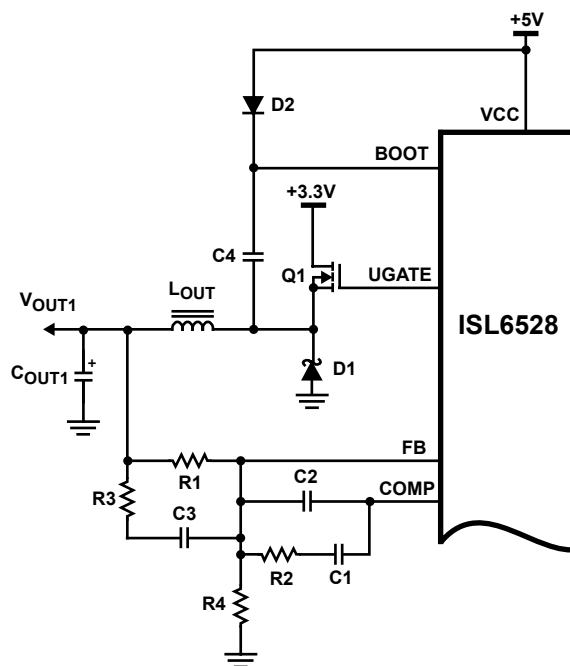 +5V
D2
VCC
BOOT
+3.3V
C4
Q1
UGATE
ISL6528
VOUT1
LOUT
COUT1
+
D1
FB
R1
C2
COMP
R3
C3
R2
C1
R4